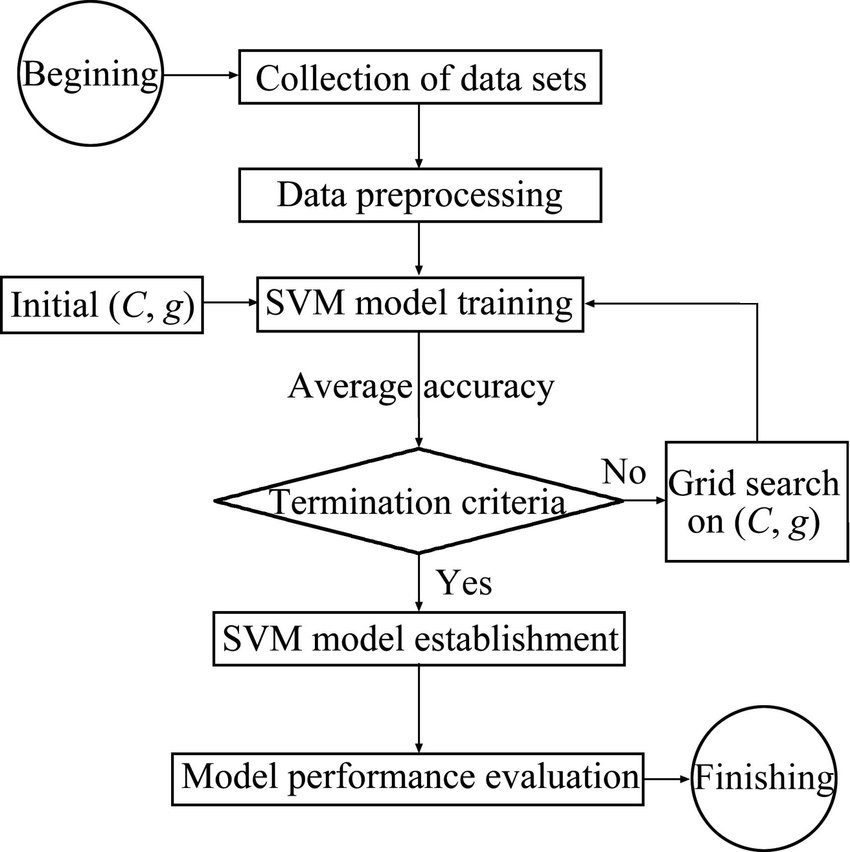 Begining
Collection of data sets
Data preprocessing
Initial (C, g)
SVM model training
Average accuracy
Termination criteria
No
Grid search
on (C, g)
Yes
SVM model establishment
Model performance evaluation
Finishing